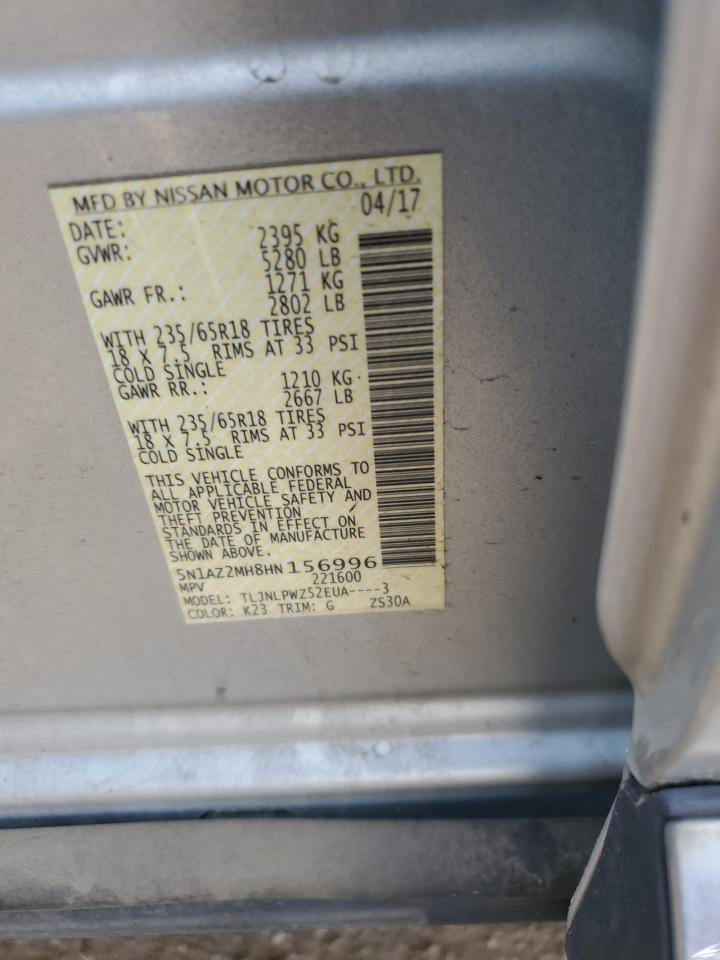 MFD BY NISSAN MOTOR CO., LTD.
DATE: 04/17
GVWR: 2395 KG
5280 LB
GAWR FR.: 1271 KG
2802 LB
WITH 235/65R18 TIRES
18 X 7.5 RIMS AT 33 PSI
COLD SINGLE
GAWR RR.: 1210 KG
2667 LB
WITH 235/65R18 TIRES
18 X 7.5 RIMS AT 33 PSI
COLD SINGLE
THIS VEHICLE CONFORMS TO
ALL APPLICABLE FEDERAL
MOTOR VEHICLE SAFETY AND
THEFT PREVENTION
STANDARDS IN EFFECT ON
THE DATE OF MANUFACTURE
SHOWN ABOVE.
5N1AZ2MH8HN156996
MPV 221600
MODEL: TLJNLPWZ52EUA----3
COLOR: K23 TRIM: G ZS30A